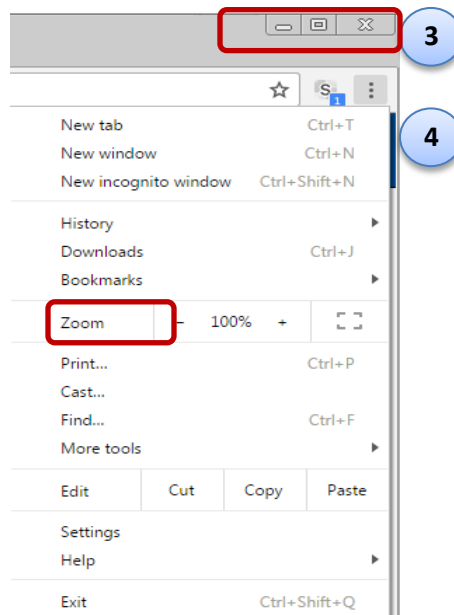 3
S 1
4
New tab Ctrl+T
New window Ctrl+N
New incognito window Ctrl+Shift+N
History
Downloads Ctrl+J
Bookmarks
Zoom - 100% +
Print... Ctrl+P
Cast...
Find... Ctrl+F
More tools
Edit Cut Copy Paste
Settings
Help
Exit Ctrl+Shift+Q